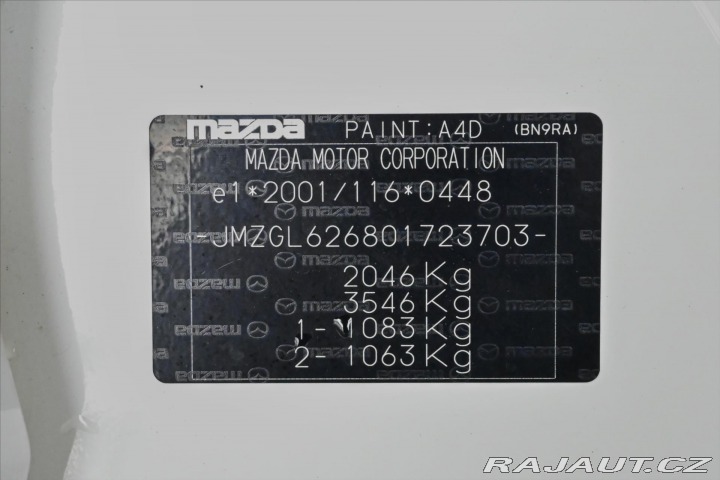 mazda PAINT:A4D (BN9RA)
MAZDA MOTOR CORPORATION
e1*2001/116*0448
-JMZGL626801723703-
2046Kg
3546Kg
1-1083Kg
2-1063Kg
RAJAUT.CZ